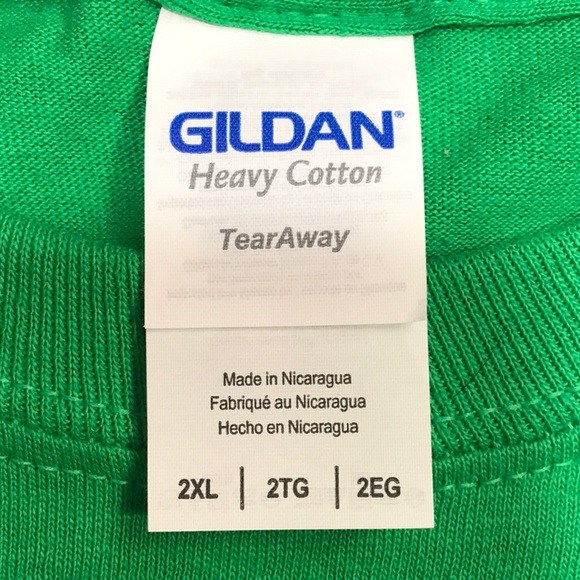 GILDAN®
Heavy Cotton
TearAway
Made in Nicaragua
Fabriqué au Nicaragua
Hecho en Nicaragua
2XL | 2TG | 2EG